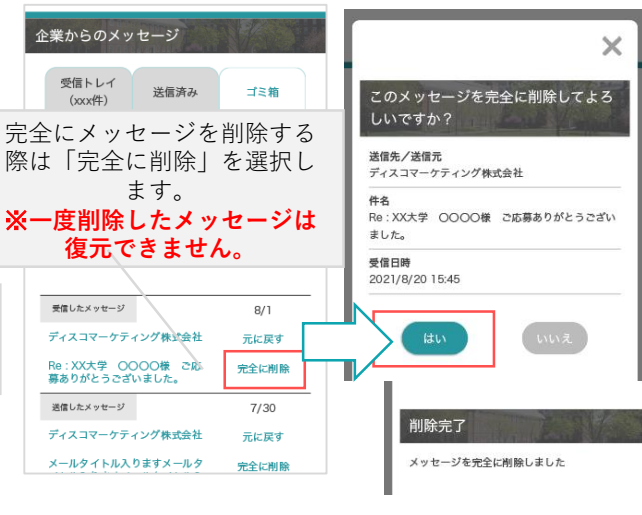 企業からのメッセージ
受信トレイ
(xxx件)
送信済み
ゴミ箱
完全にメッセージを削除する
際は「完全に削除」を選択し
ます。
※一度削除したメッセージは
復元できません。
受信したメッセージ
8/1
ディスコマーケティング株式会社
元に戻す
Re : XX大学　〇〇〇〇様　ご応
募ありがとうございました。
完全に削除
送信したメッセージ
7/30
ディスコマーケティング株式会社
元に戻す
メールタイトル入りますメールタ
完全に削除
×
このメッセージを完全に削除してよろ
しいですか？
送信先／送信元
ディスコマーケティング株式会社
件名
Re : XX大学　〇〇〇〇様　ご応募ありがとうござい
ました。
受信日時
2021/8/20 15:45
はい
いいえ
削除完了
メッセージを完全に削除しました